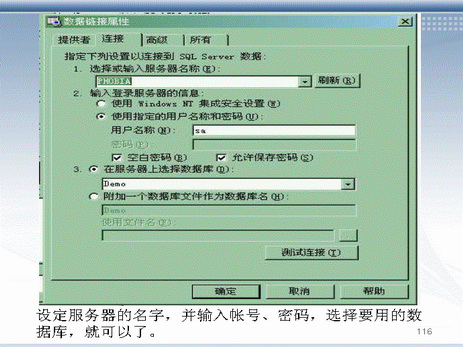 数据链接属性
提供者 连接 高级 所有
指定下列设置以连接到 SQL Server 数据:
1. 选择或输入服务器名称(E):
PHOBIA 刷新(R)
2. 输入登录服务器的信息:
使用 Windows NT 集成安全设置(W)
使用指定的用户名称和密码(U):
用户名称(N): sa
密码(P):
空白密码(B) 允许保存密码(S)
3. 在服务器上选择数据库(D):
Demo
附加一个数据库文件作为数据库名(H):
Demo
使用文件名(G):
测试连接(T)
确定 取消 帮助
设定服务器的名字，并输入帐号、密码，选择要用的数
据库，就可以了。
116